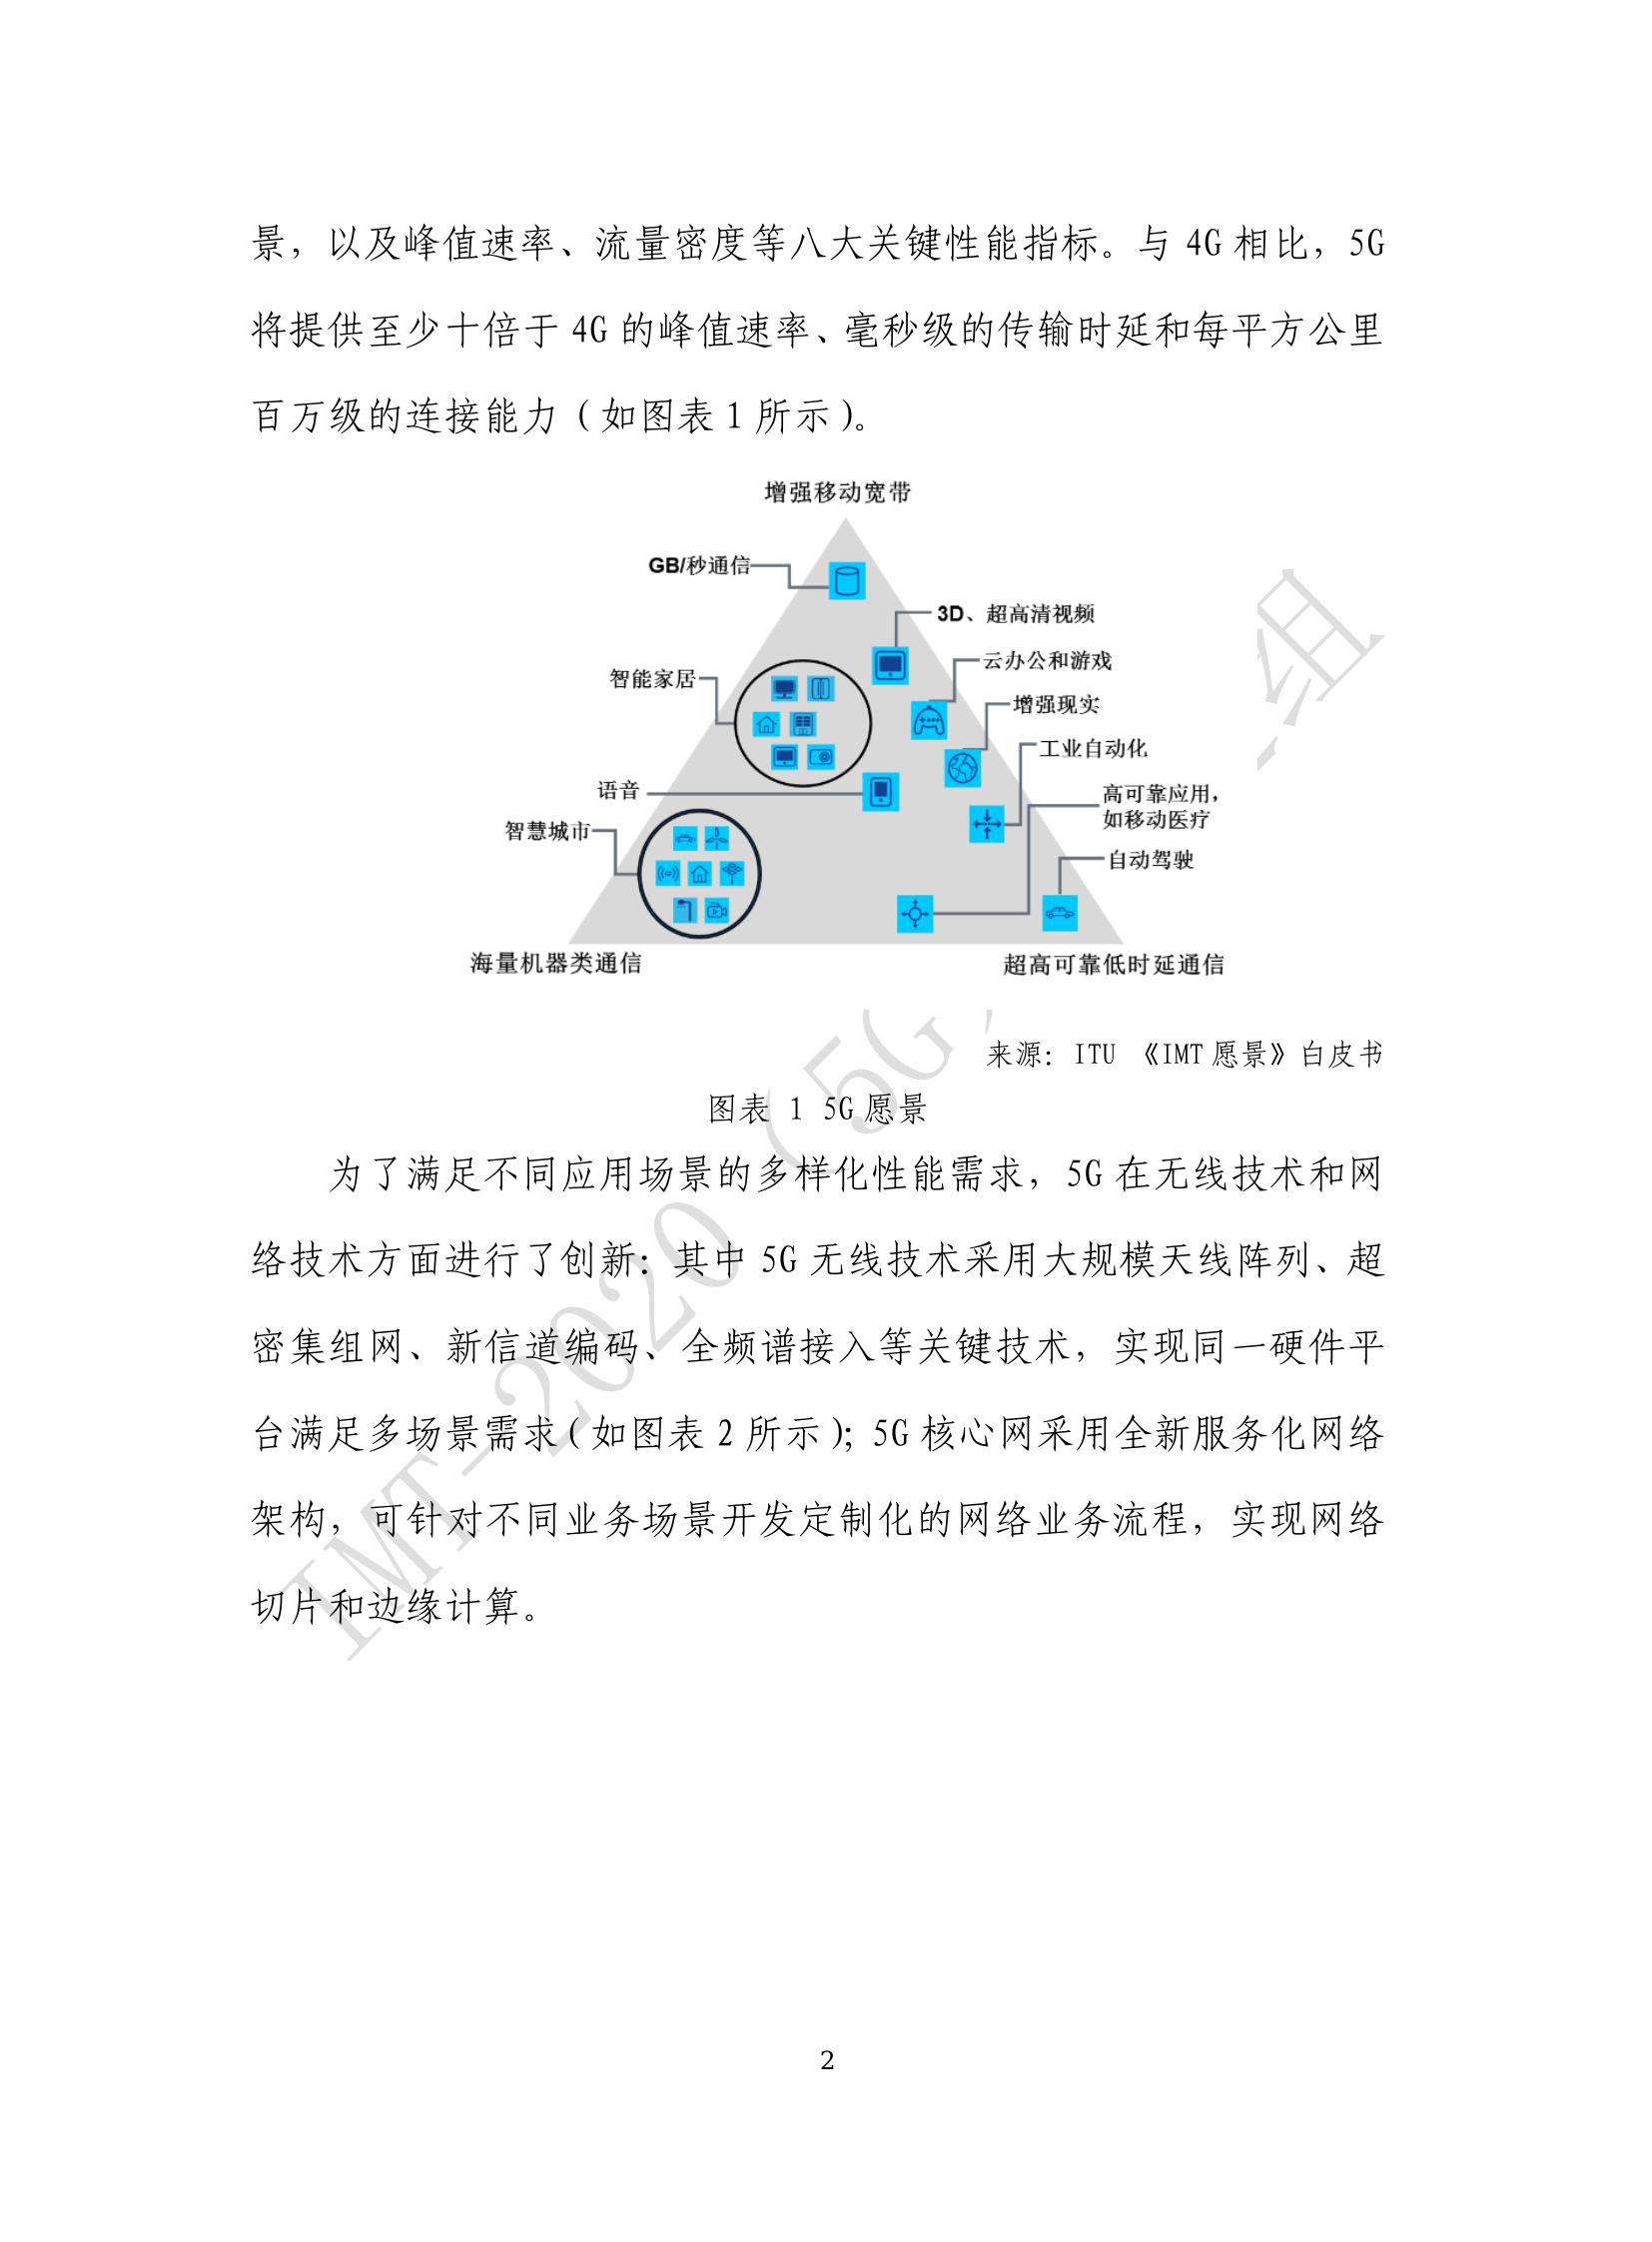 景，以及峰值速率、流量密度等八大关键性能指标。与 4G 相比，5G
将提供至少十倍于 4G 的峰值速率、毫秒级的传输时延和每平方公里
百万级的连接能力（如图表 1 所示）。
增强移动宽带
GB/秒通信
3D、超高清视频
云办公和游戏
智能家居
增强现实
工业自动化
语音
高可靠应用，
如移动医疗
智慧城市
自动驾驶
海量机器类通信
超高可靠低时延通信
来源：ITU 《IMT 愿景》白皮书
图表 1 5G 愿景
为了满足不同应用场景的多样化性能需求，5G 在无线技术和网
络技术方面进行了创新：其中 5G 无线技术采用大规模天线阵列、超
密集组网、新信道编码、全频谱接入等关键技术，实现同一硬件平
台满足多场景需求（如图表 2 所示）；5G 核心网采用全新服务化网络
架构，可针对不同业务场景开发定制化的网络业务流程，实现网络
切片和边缘计算。
IMT-2020（5G
组
2